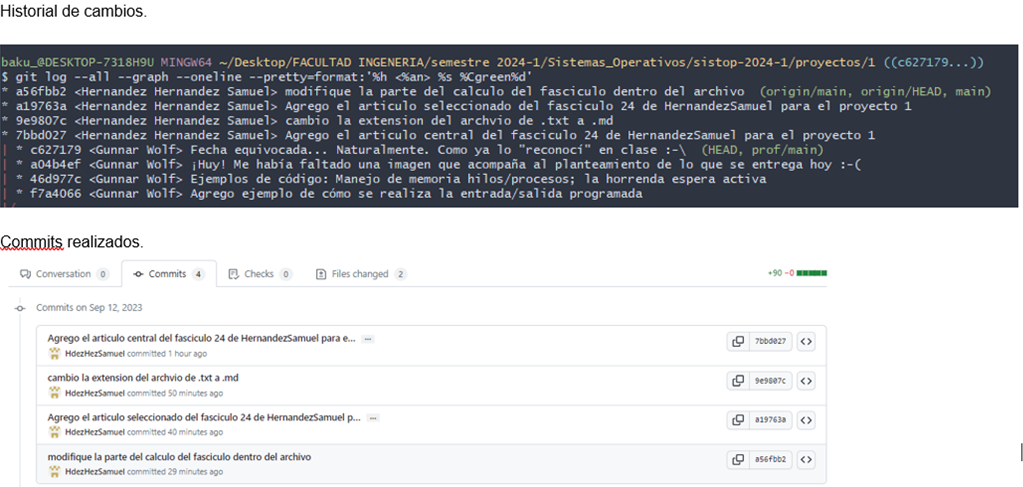 Historial de cambios.
baku_@DESKTOP-7318H9U MINGW64 ~/Desktop/FACULTAD INGENERIA/semestre 2024-1/Sistemas_Operativos/sistop-2024-1/proyectos/1 ((c627179...))
$ git log --all --graph --oneline --pretty=format:'%h <%an> %s %Cgreen%d'
* a56fbb2 <Hernandez Hernandez Samuel> modifique la parte del calculo del fasciculo dentro del archivo (origin/main, origin/HEAD, main)
* a19763a <Hernandez Hernandez Samuel> Agrego el articulo seleccionado del fasciculo 24 de HernandezSamuel para el proyecto 1
* 9e9807c <Hernandez Hernandez Samuel> cambio la extension del archvio de .txt a .md
* 7bbd027 <Hernandez Hernandez Samuel> Agrego el articulo central del fasciculo 24 de HernandezSamuel para el proyecto 1
| * c627179 <Gunnar Wolf> Fecha equivocada... Naturalmente. Como ya lo "reconocí" en clase :-\ (HEAD, prof/main)
| * a04b4ef <Gunnar Wolf> ¡Huy! Me había faltado una imagen que acompaña al planteamiento de lo que se entrega hoy :-(
| * 46d977c <Gunnar Wolf> Ejemplos de código: Manejo de memoria hilos/procesos; la horrenda espera activa
| * f7a4066 <Gunnar Wolf> Agrego ejemplo de cómo se realiza la entrada/salida programada
|/
Commits realizados.
Conversation 0 Commits 4 Checks 0 Files changed 2 +90 −0
Commits on Sep 12, 2023
Agrego el articulo central del fasciculo 24 de HernandezSamuel para e... ...
HdezHezSamuel committed 1 hour ago 7bbd027 <>
cambio la extension del archvio de .txt a .md
HdezHezSamuel committed 50 minutes ago 9e9807c <>
Agrego el articulo seleccionado del fasciculo 24 de HernandezSamuel p... ...
HdezHezSamuel committed 40 minutes ago a19763a <>
modifique la parte del calculo del fasciculo dentro del archivo
HdezHezSamuel committed 29 minutes ago a56fbb2 <>